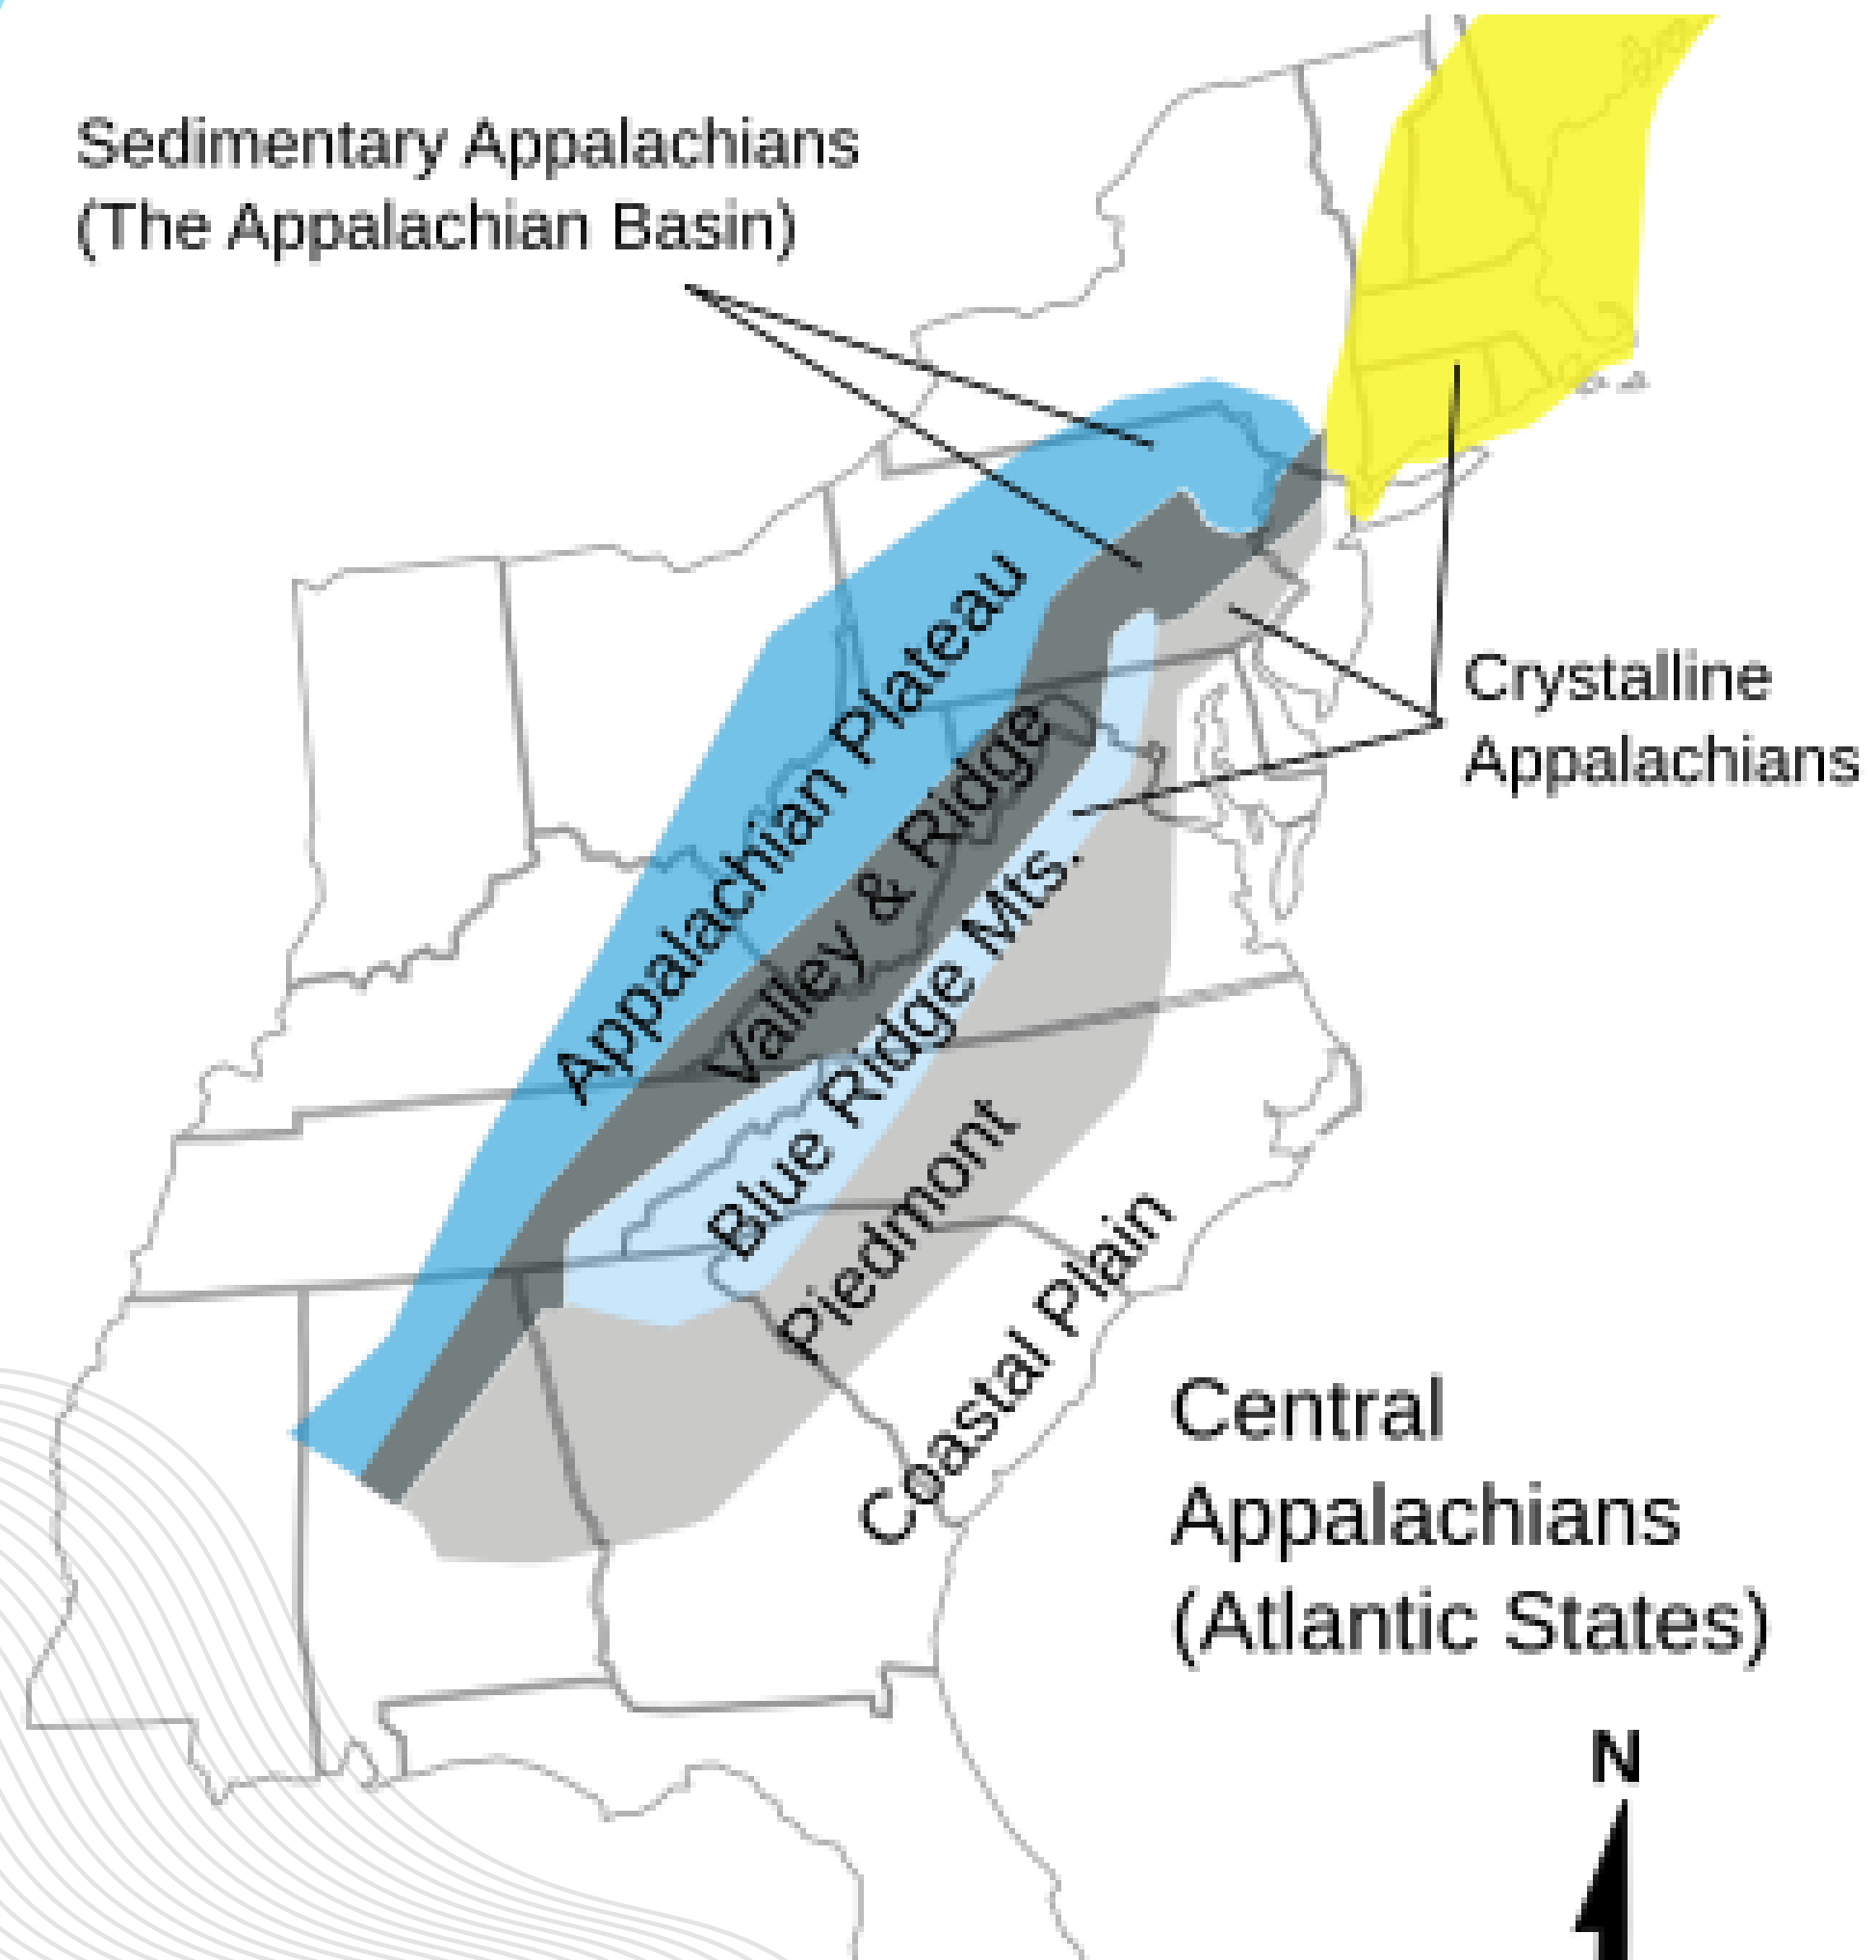 Sedimentary Appalachians
(The Appalachian Basin)
Appalachian Plateau
Valley & Ridge
Blue Ridge Mts.
Piedmont
Coastal Plain
Crystalline
Appalachians
Central
Appalachians
(Atlantic States)
N